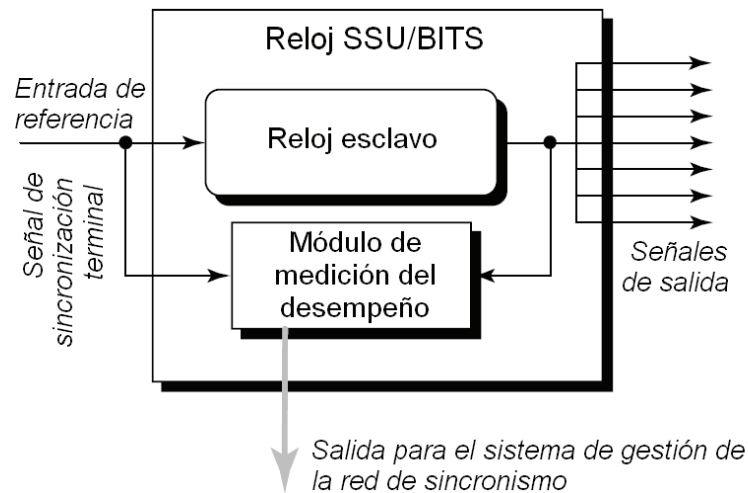 Reloj SSU/BITS
Entrada de
referencia
Reloj esclavo
Señal de
sincronización
terminal
Módulo de
medición del
desempeño
Señales
de salida
Salida para el sistema de gestión de
la red de sincronismo